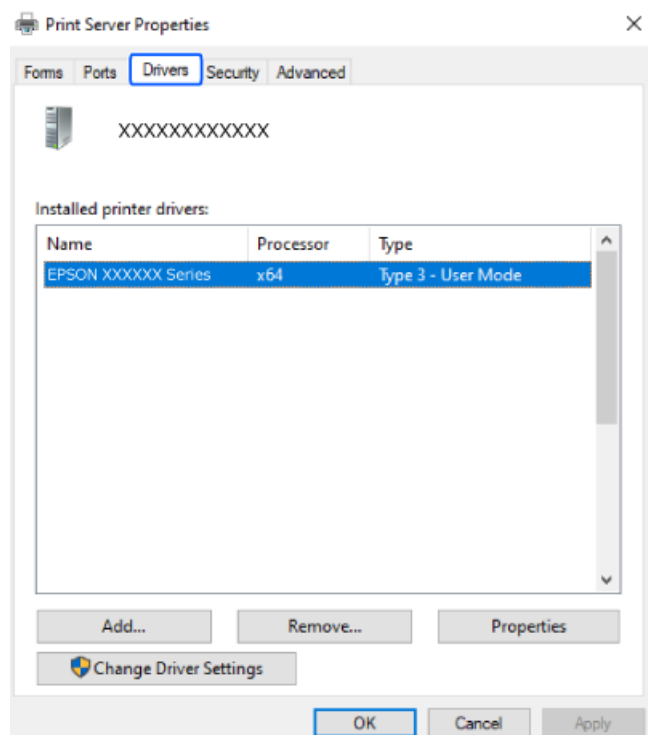 Print Server Properties
Forms Ports Drivers Security Advanced
XXXXXXXXXXXX
Installed printer drivers:
Name Processor Type
EPSON XXXXXX Series x64 Type 3 - User Mode
Add... Remove... Properties
Change Driver Settings
OK Cancel Apply